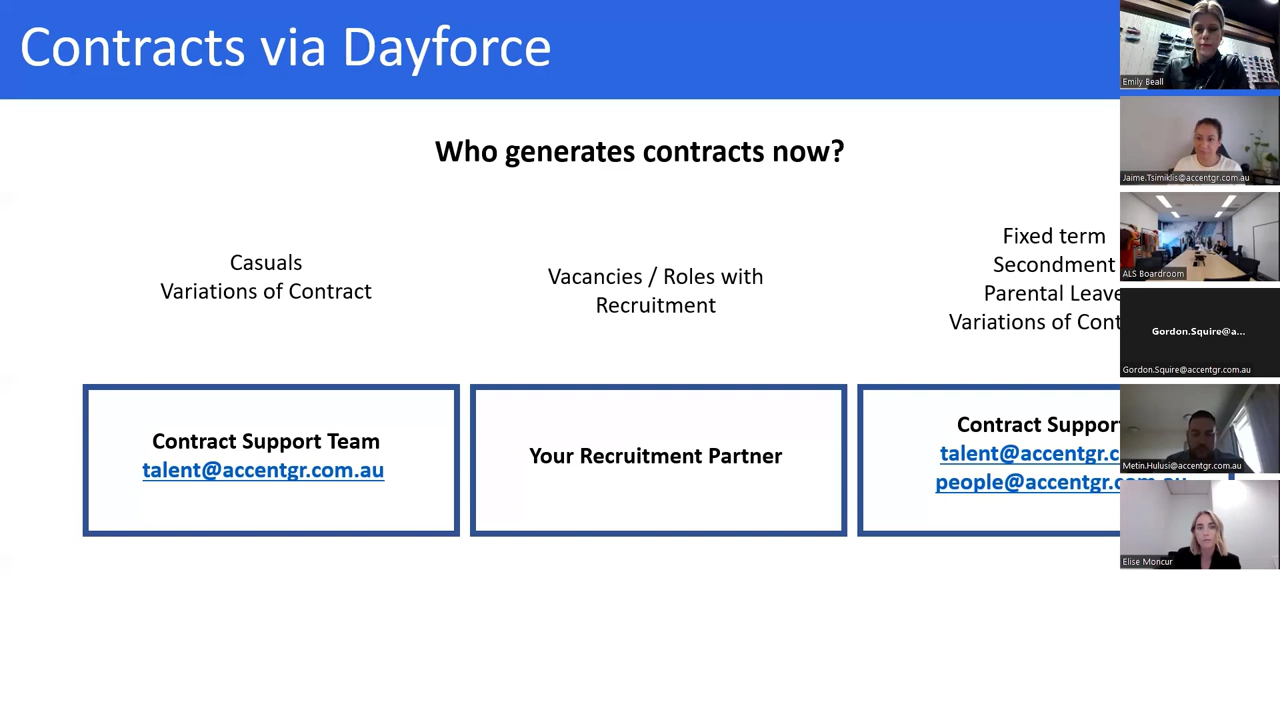 Contracts via Dayforce
Who generates contracts now?
Casuals
Variations of Contract
Vacancies / Roles with
Recruitment
Fixed term
Secondment
Parental Leave
Variations of Cont
Contract Support Team
talent@accentgr.com.au
Your Recruitment Partner
Contract Support
talent@accentgr.c
people@accentgr.com.au
Emily Beall
Jaime.Tsimiklis@accentgr.com.au
ALS Boardroom
Gordon.Squire@a...
Gordon.Squire@accentgr.com.au
Metin.Hulusi@accentgr.com.au
Elise Moncur